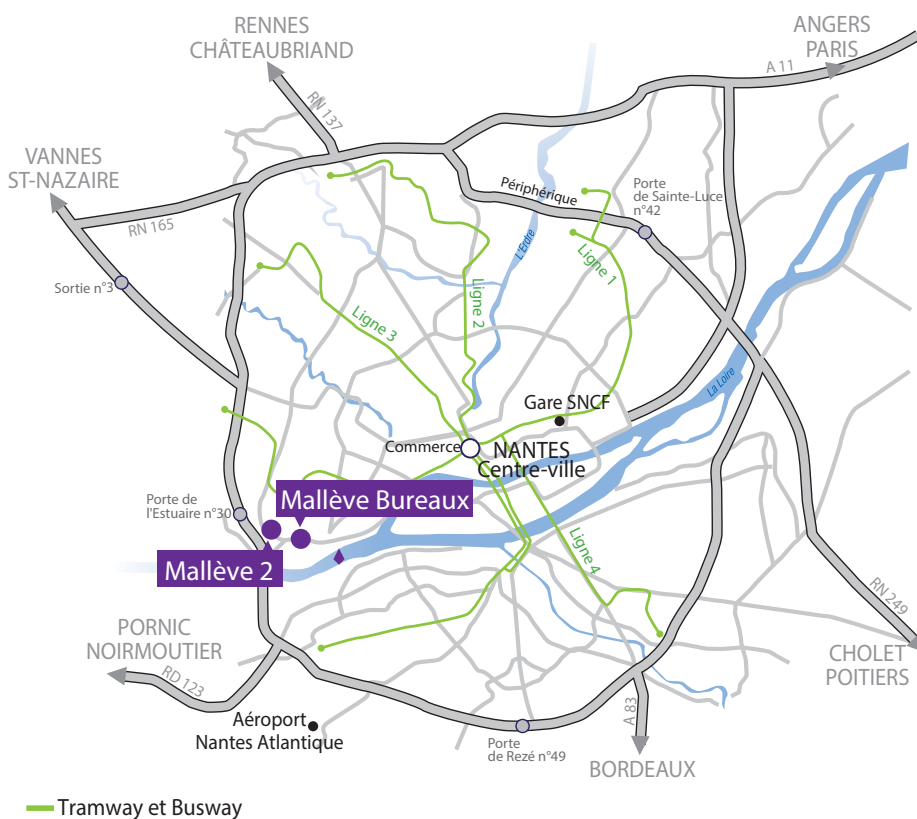 RENNES
CHÂTEAUBRIAND
ANGERS
PARIS
A 11
RN 137
VANNES
ST-NAZAIRE
Périphérique
Porte
de Sainte-Luce
n°42
RN 165
L'Erdre
Ligne 1
Sortie n°3
Ligne 2
Ligne 3
La Loire
Gare SNCF
Commerce
NANTES
Centre-ville
Mallève Bureaux
Porte de
l'Estuaire n°30
Mallève 2
Ligne 4
RN 249
PORNIC
NOIRMOUTIER
CHOLET
POITIERS
RD 123
A 83
Aéroport
Nantes Atlantique
Porte
de Rezé n°49
BORDEAUX
Tramway et Busway